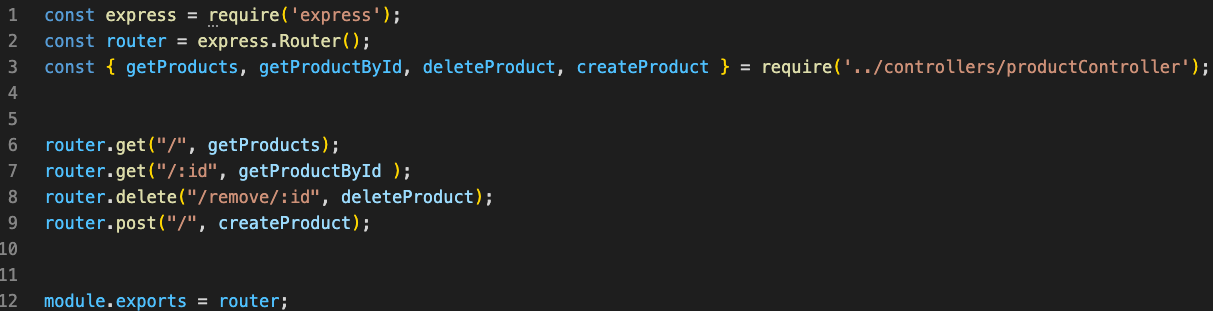 1 const express = require('express');
2 const router = express.Router();
3 const { getProducts, getProductById, deleteProduct, createProduct } = require('../controllers/productController');
4
5
6 router.get("/", getProducts);
7 router.get("/:id", getProductById );
8 router.delete("/remove/:id", deleteProduct);
9 router.post("/", createProduct);
10
11
12 module.exports = router;